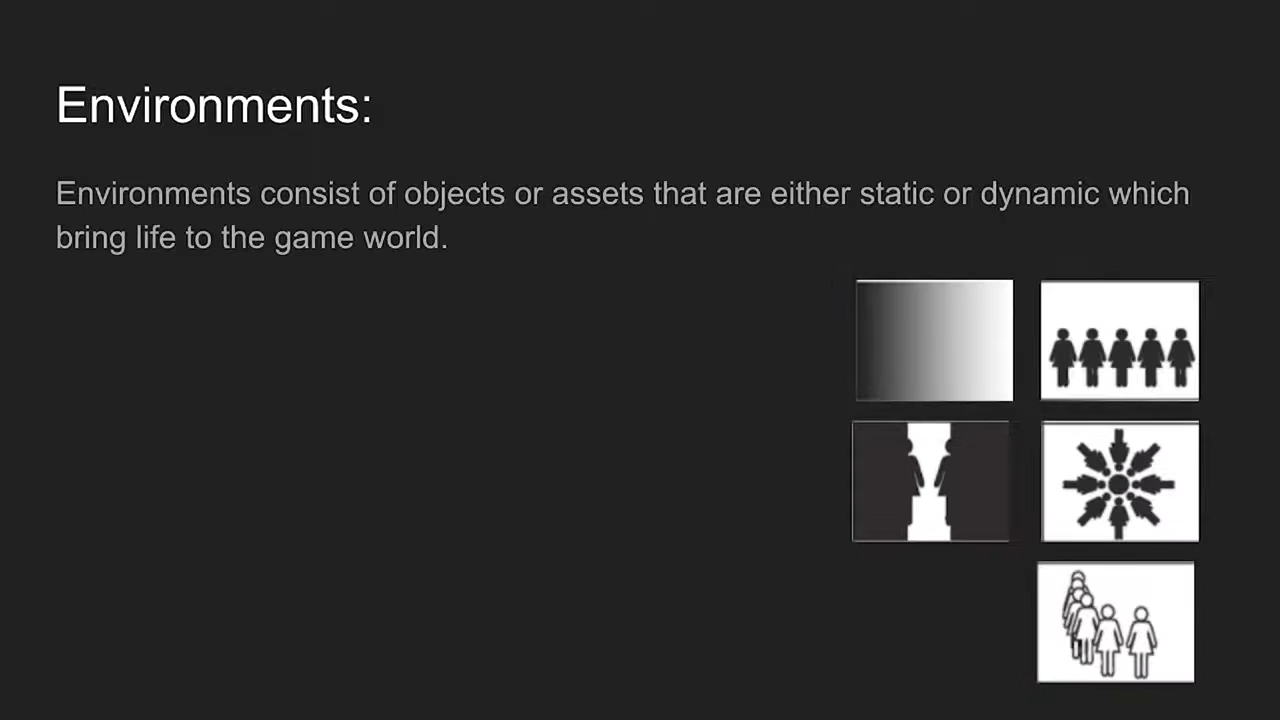 Environments:
Environments consist of objects or assets that are either static or dynamic which
bring life to the game world.